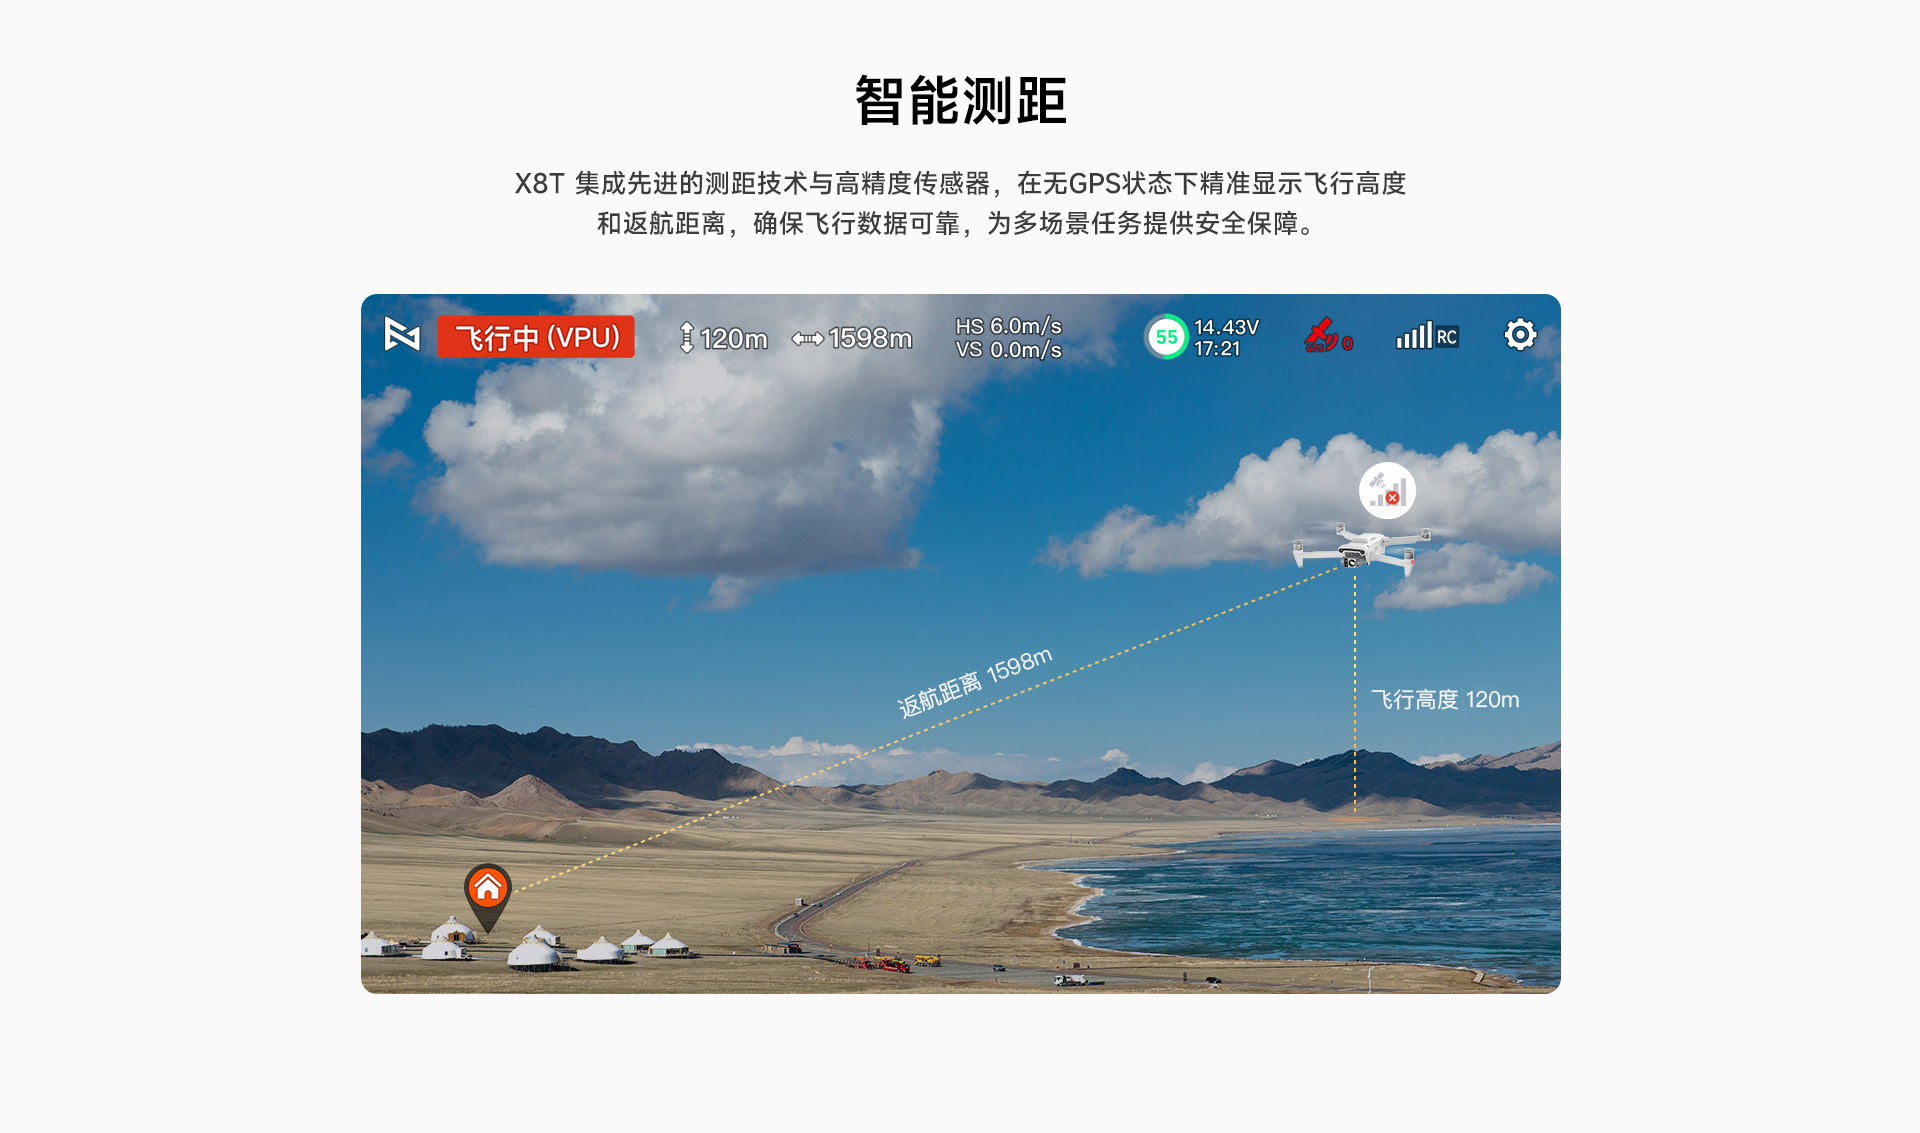 智能测距
X8T 集成先进的测距技术与高精度传感器，在无GPS状态下精准显示飞行高度
和返航距离，确保飞行数据可靠，为多场景任务提供安全保障。
飞行中 (VPU)
120m
1598m
HS 6.0m/s
VS 0.0m/s
55
14.43V
17:21
GPS
0
RC
返航距离 1598m
飞行高度 120m